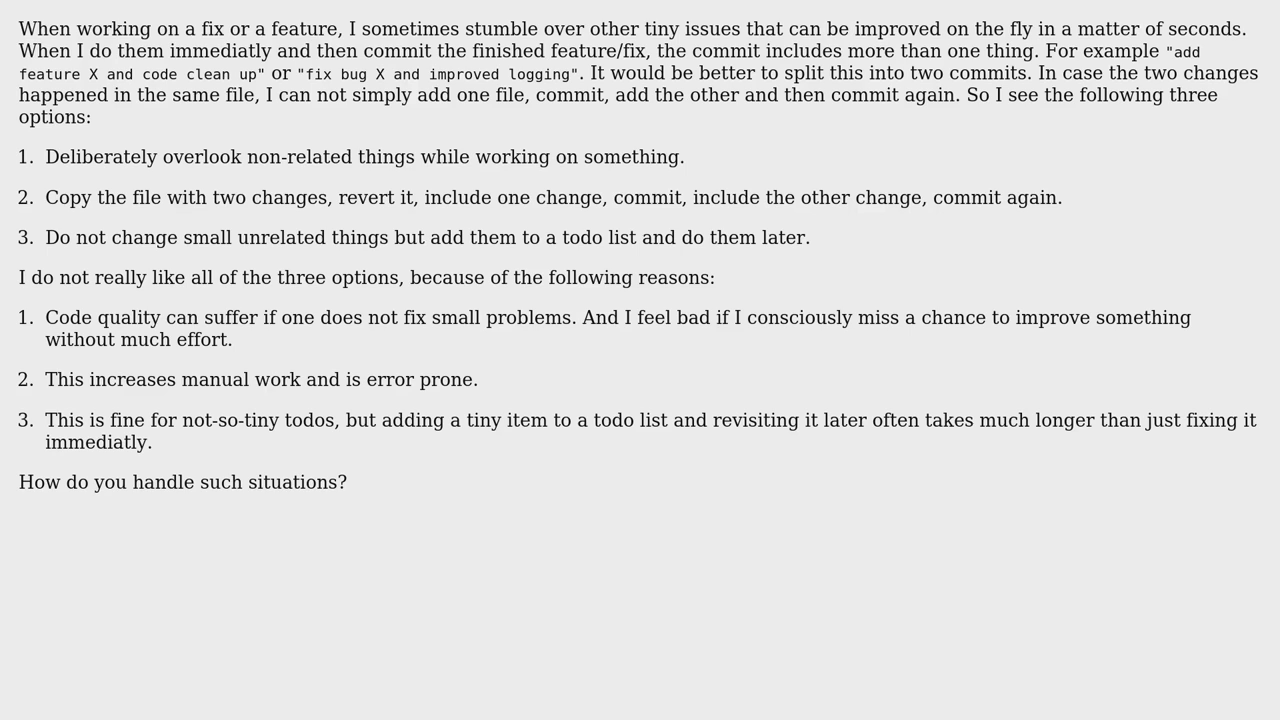 When working on a fix or a feature, I sometimes stumble over other tiny issues that can be improved on the fly in a matter of seconds.
When I do them immediatly and then commit the finished feature/fix, the commit includes more than one thing. For example "add
feature X and code clean up" or "fix bug X and improved logging". It would be better to split this into two commits. In case the two changes
happened in the same file, I can not simply add one file, commit, add the other and then commit again. So I see the following three
options:
1. Deliberately overlook non-related things while working on something.
2. Copy the file with two changes, revert it, include one change, commit, include the other change, commit again.
3. Do not change small unrelated things but add them to a todo list and do them later.
I do not really like all of the three options, because of the following reasons:
1. Code quality can suffer if one does not fix small problems. And I feel bad if I consciously miss a chance to improve something
without much effort.
2. This increases manual work and is error prone.
3. This is fine for not-so-tiny todos, but adding a tiny item to a todo list and revisiting it later often takes much longer than just fixing it
immediatly.
How do you handle such situations?